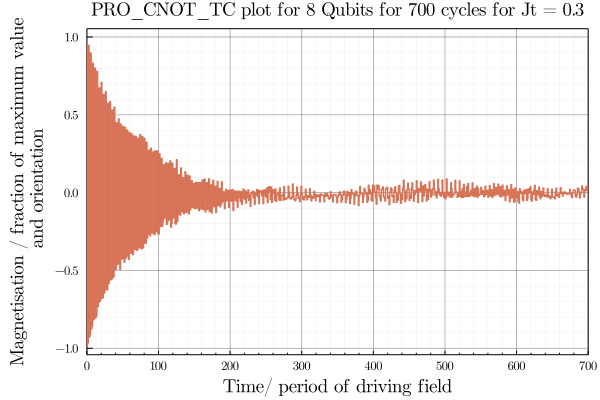 PRO_CNOT_TC plot for 8 Qubits for 700 cycles for Jt = 0.3
Magnetisation / fraction of maximum value
and orientation
1.0
0.5
0.0
−0.5
−1.0
0 100 200 300 400 500 600 700
Time/ period of driving field